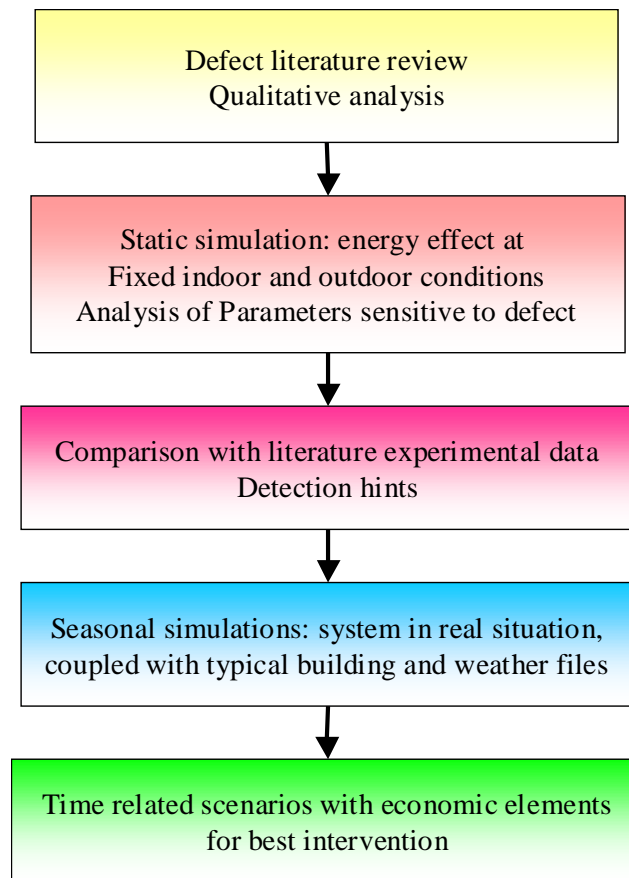 Defect literature review
Qualitative analysis
Static simulation: energy effect at
Fixed indoor and outdoor conditions
Analysis of Parameters sensitive to defect
Comparison with literature experimental data
Detection hints
Seasonal simulations: system in real situation,
coupled with typical building and weather files
Time related scenarios with economic elements
for best intervention